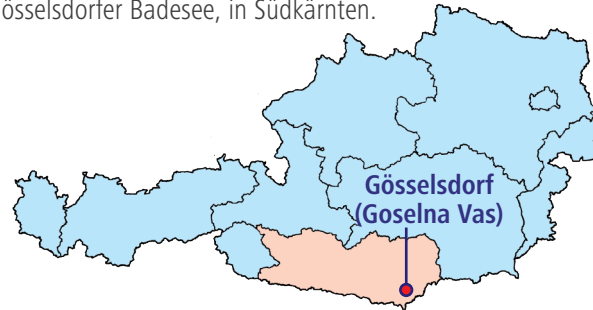 össelsdorfer Badesee, in Südkärnten.
Gösselsdorf
(Goselna Vas)